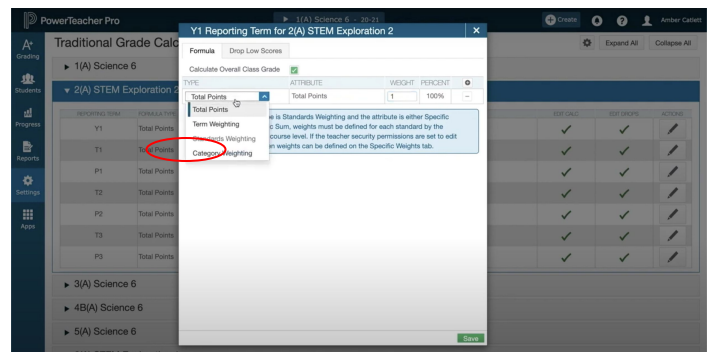 PowerTeacher Pro
1(A) Science 6 - 20-21
Create
Amber Catlett
Grading
Students
Progress
Reports
Settings
Apps
Traditional Grade Calc
Expand All
Collapse All
1(A) Science 6
2(A) STEM Exploration 2
REPORTING TERM FORMULA TYPE EDIT CALC EDIT DROPS ACTIONS
Y1 Total Points
T1 Total Points
P1 Total Points
T2 Total Points
P2 Total Points
T3 Total Points
P3 Total Points
3(A) Science 6
4B(A) Science 6
5(A) Science 6
Y1 Reporting Term for 2(A) STEM Exploration 2
Formula Drop Low Scores
Calculate Overall Class Grade
TYPE ATTRIBUTE WEIGHT PERCENT
Total Points Total Points 1 100%
Total Points
Term Weighting
Standards Weighting
Category Weighting
e is Standards Weighting and the attribute is either Specific
c Sum, weights must be defined for each standard by the
course level. If the teacher security permissions are set to edit
on weights can be defined on the Specific Weights tab.
Save